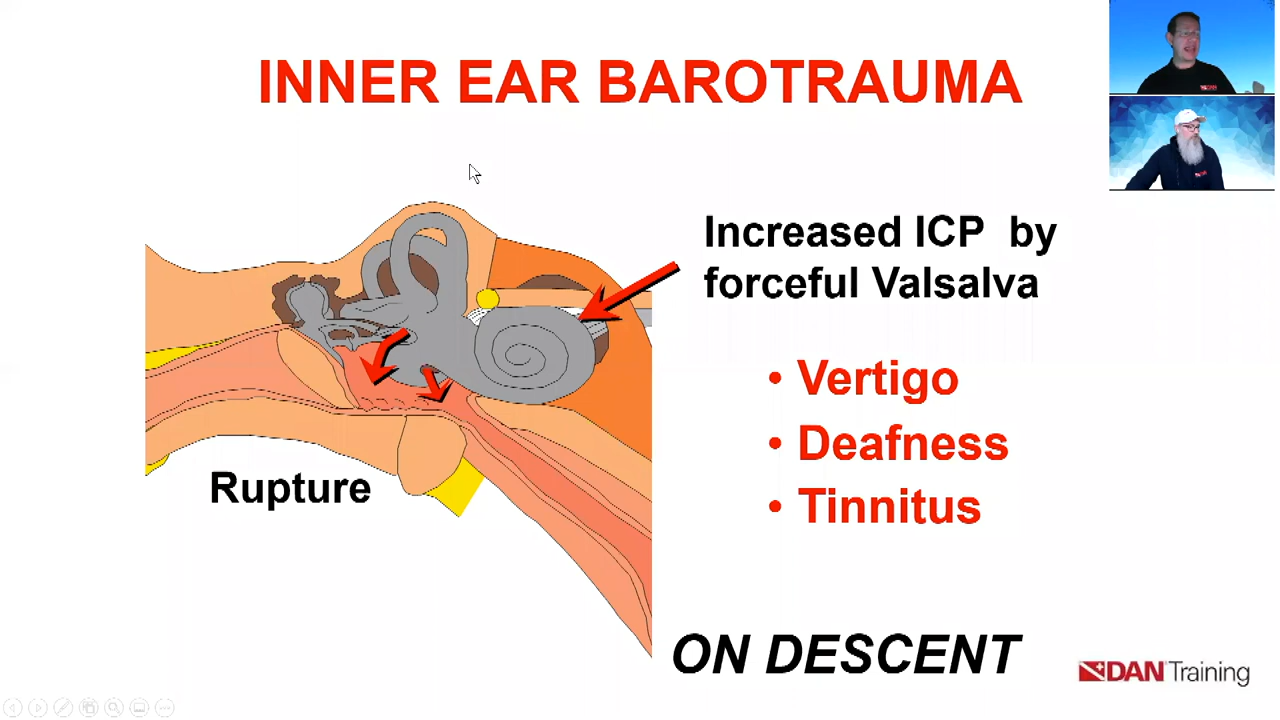 INNER EAR BAROTRAUMA
Increased ICP by
forceful Valsalva
• Vertigo
• Deafness
• Tinnitus
Rupture
ON DESCENT
DAN Training